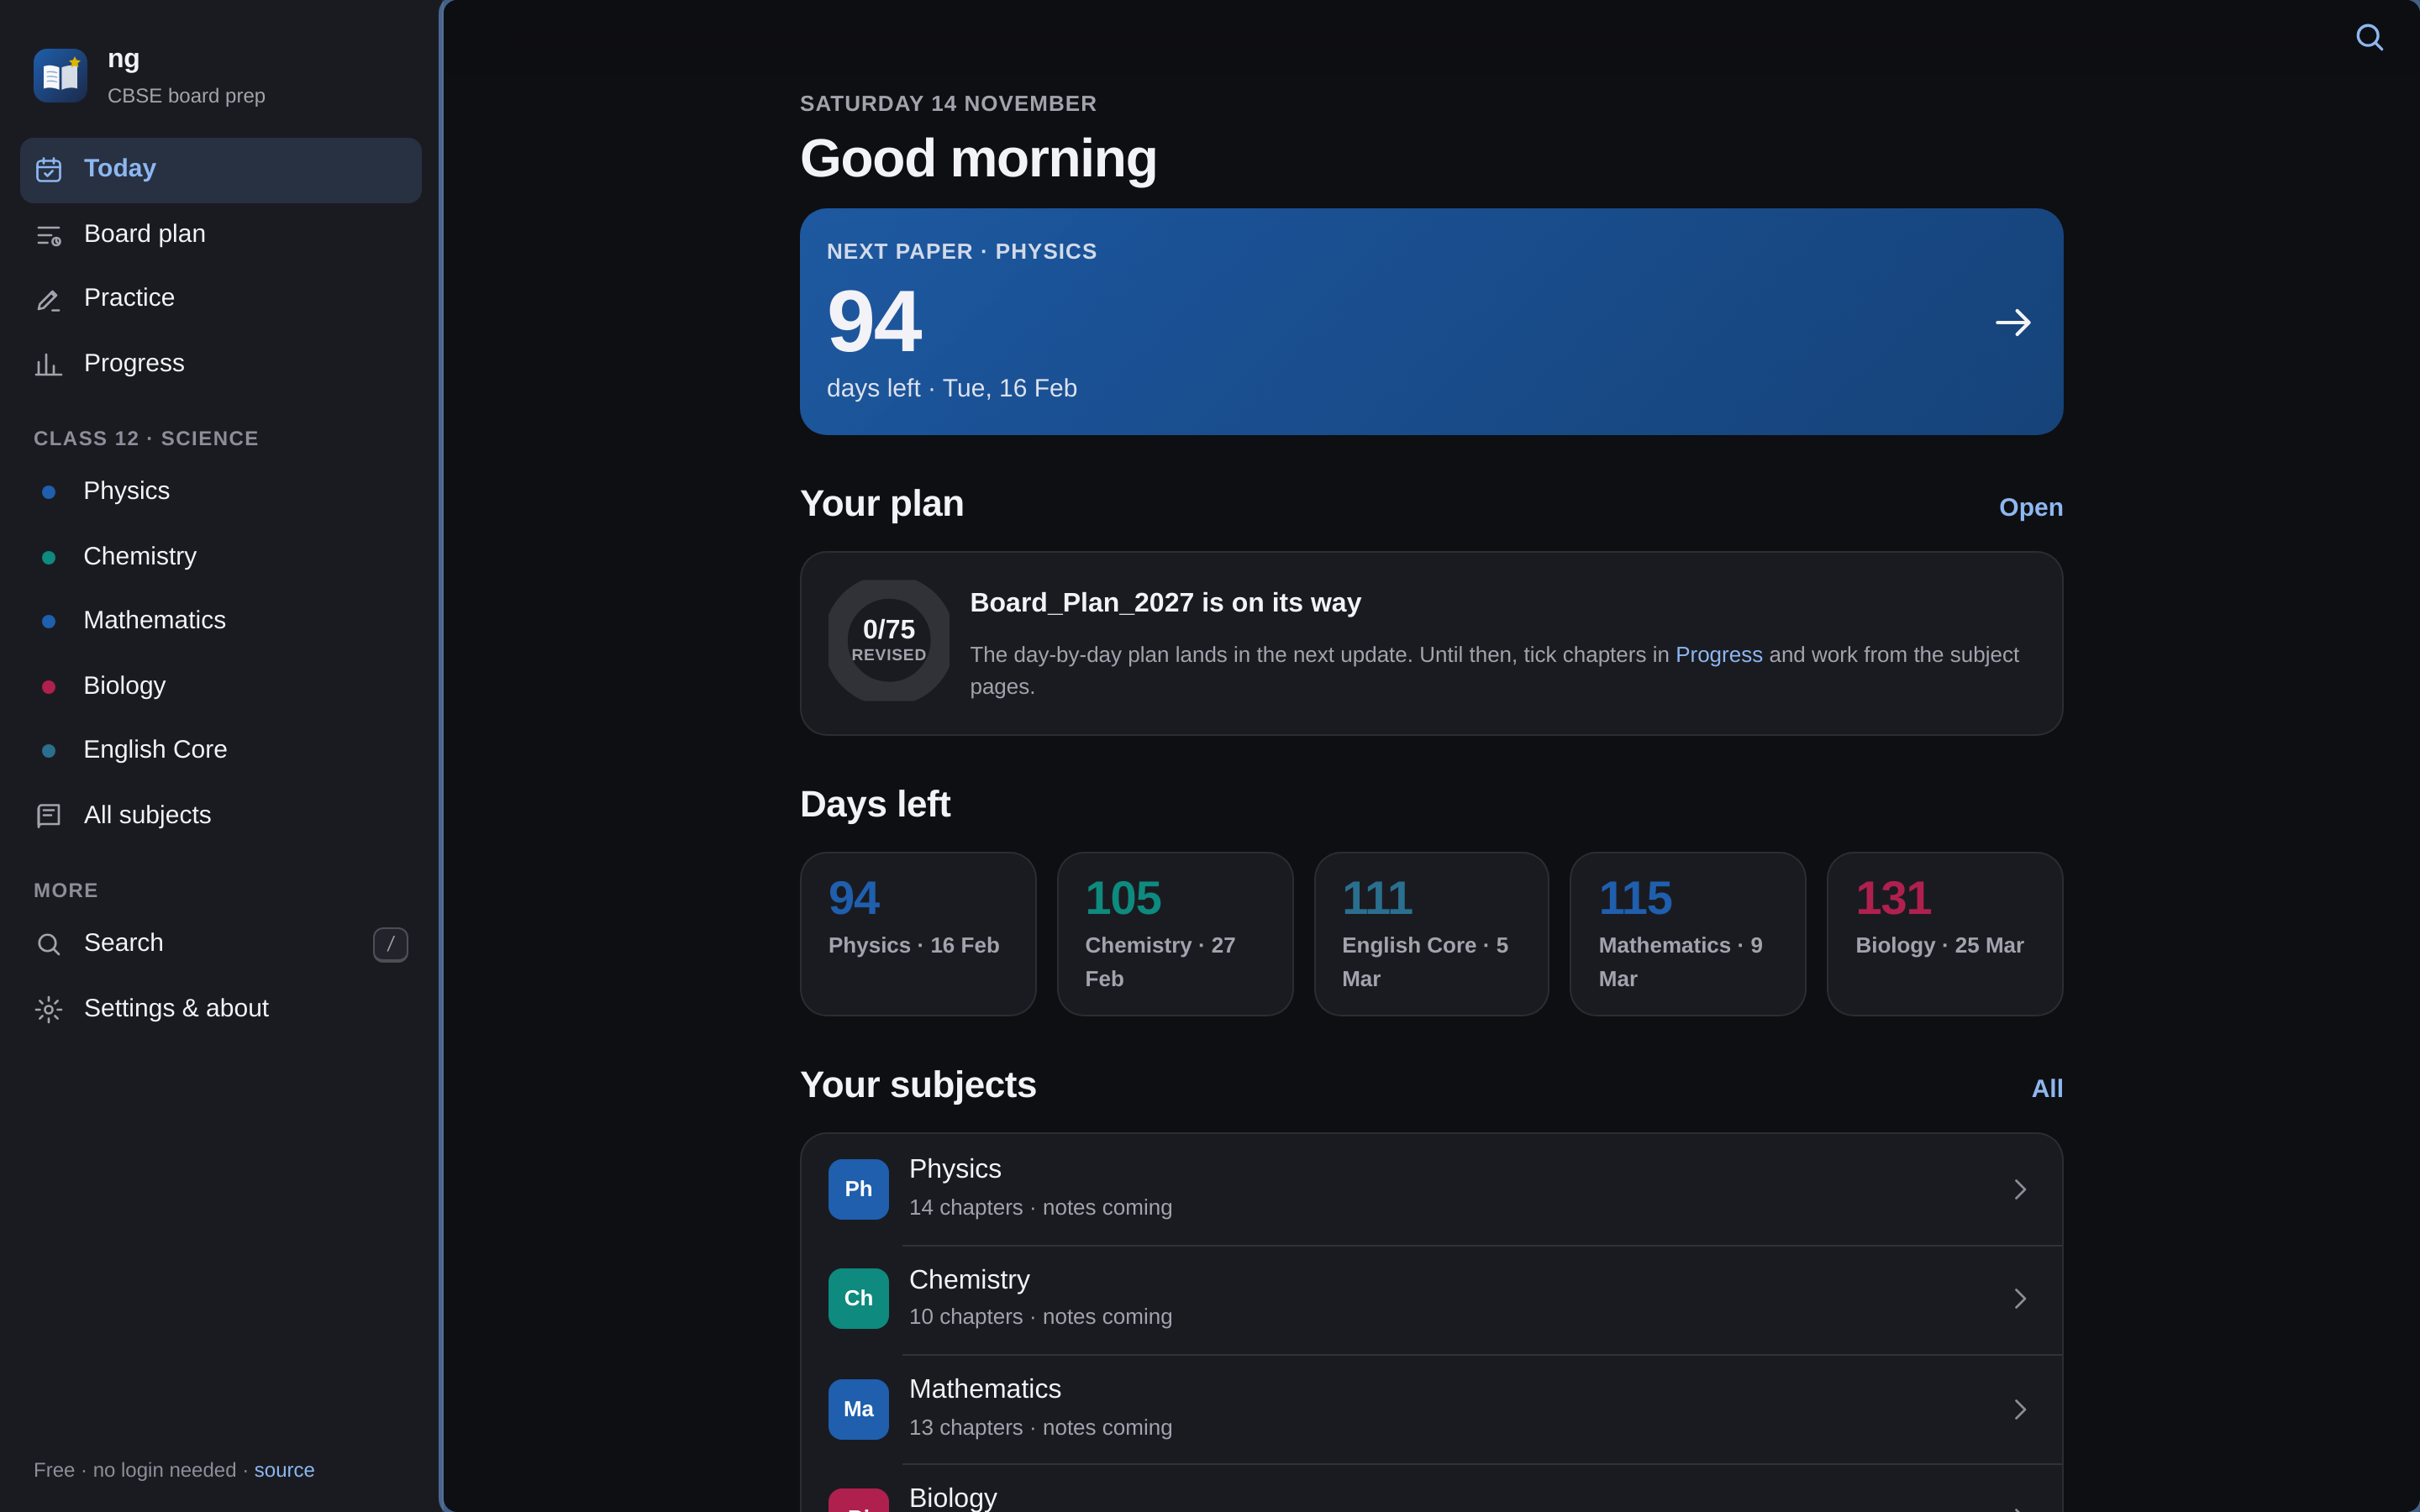 ng
CBSE board prep
Today
Board plan
Practice
Progress
CLASS 12 · SCIENCE
Physics
Chemistry
Mathematics
Biology
English Core
All subjects
MORE
Search
/
Settings & about
Free · no login needed · source
SATURDAY 14 NOVEMBER
Good morning
NEXT PAPER · PHYSICS
94
days left · Tue, 16 Feb
Your plan
Open
0/75
REVISED
Board_Plan_2027 is on its way
The day-by-day plan lands in the next update. Until then, tick chapters in Progress and work from the subject
pages.
Days left
94
Physics · 16 Feb
105
Chemistry · 27
Feb
111
English Core · 5
Mar
115
Mathematics · 9
Mar
131
Biology · 25 Mar
Your subjects
All
Ph
Physics
14 chapters · notes coming
Ch
Chemistry
10 chapters · notes coming
Ma
Mathematics
13 chapters · notes coming
Biology